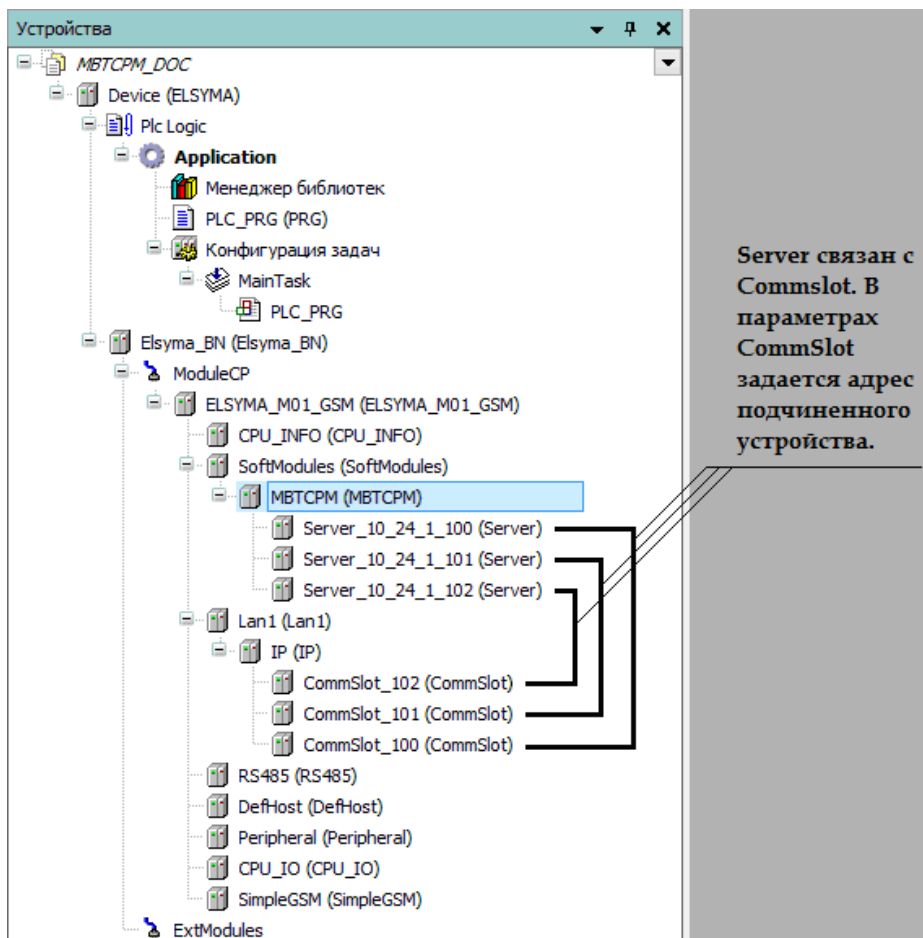 Устройства
MBTCPM_DOC
Device (ELSYMA)
Plc Logic
Application
Менеджер библиотек
PLC_PRG (PRG)
Конфигурация задач
MainTask
PLC_PRG
Elsyma_BN (Elsyma_BN)
ModuleCP
ELSYMA_M01_GSM (ELSYMA_M01_GSM)
CPU_INFO (CPU_INFO)
SoftModules (SoftModules)
MBTCPM (MBTCPM)
Server_10_24_1_100 (Server)
Server_10_24_1_101 (Server)
Server_10_24_1_102 (Server)
Lan1 (Lan1)
IP (IP)
CommSlot_102 (CommSlot)
CommSlot_101 (CommSlot)
CommSlot_100 (CommSlot)
RS485 (RS485)
DefHost (DefHost)
Peripheral (Peripheral)
CPU_IO (CPU_IO)
SimpleGSM (SimpleGSM)
ExtModules
Server связан с
Commslot. В
параметрах
CommSlot
задается адрес
подчиненного
устройства.